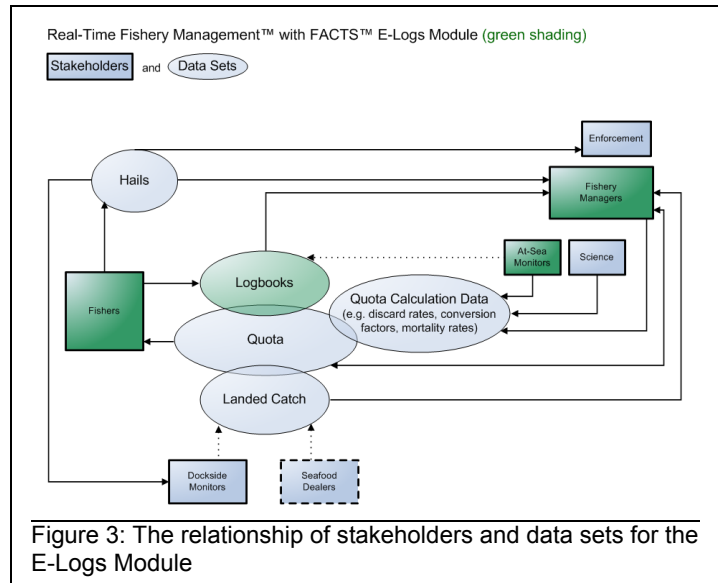 Real-Time Fishery Management™ with FACTS™ E-Logs Module (green shading)
Stakeholders and Data Sets
Enforcement
Hails
Fishery
Managers
At-Sea
Monitors
Science
Logbooks
Fishers
Quota Calculation Data
(e.g. discard rates, conversion
factors, mortality rates)
Quota
Landed Catch
Dockside
Monitors
Seafood
Dealers
Figure 3: The relationship of stakeholders and data sets for the
E-Logs Module